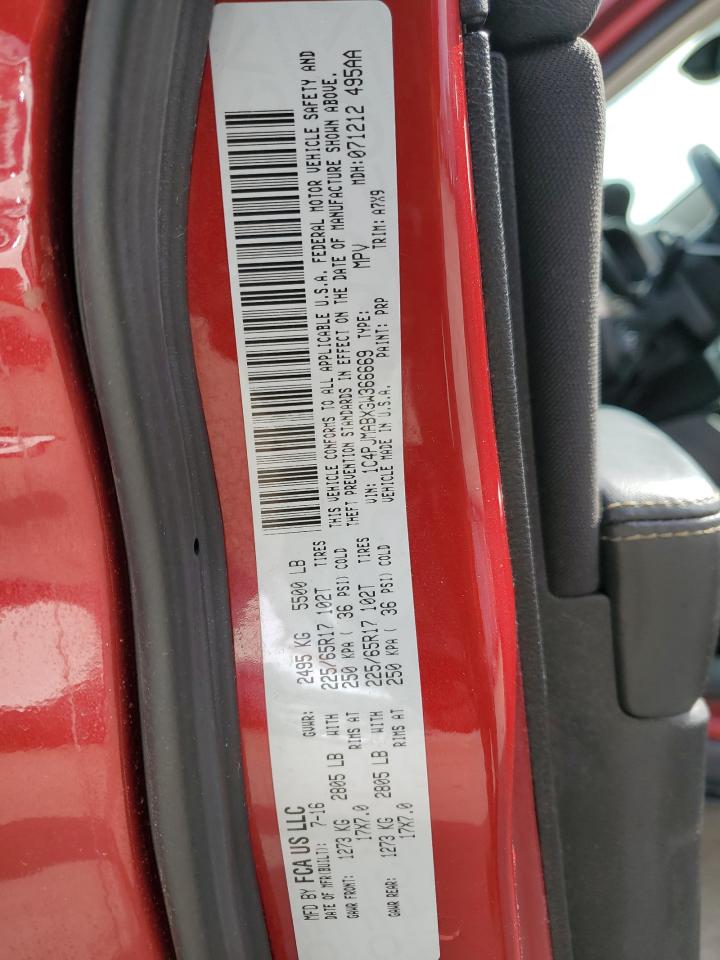 MFD BY FCA US LLC
DATE OF MFR(BUILT): 7-16 GVWR: 2495 KG 5500 LB
GAWR FRONT: 1273 KG 2805 LB WITH 225/65R17 102T TIRES
17X7.0 RIMS AT 250 KPA ( 36 PSI) COLD
GAWR REAR: 1273 KG 2805 LB WITH 225/65R17 102T TIRES
17X7.0 RIMS AT 250 KPA ( 36 PSI) COLD
THIS VEHICLE CONFORMS TO ALL APPLICABLE U.S.A. FEDERAL MOTOR VEHICLE SAFETY AND
THEFT PREVENTION STANDARDS IN EFFECT ON THE DATE OF MANUFACTURE SHOWN ABOVE.
VIN: 1C4PJMABXGW366669 TYPE: MPV MDH:071212 495AA
VEHICLE MADE IN U.S.A. PAINT: PRP TRIM: A7X9